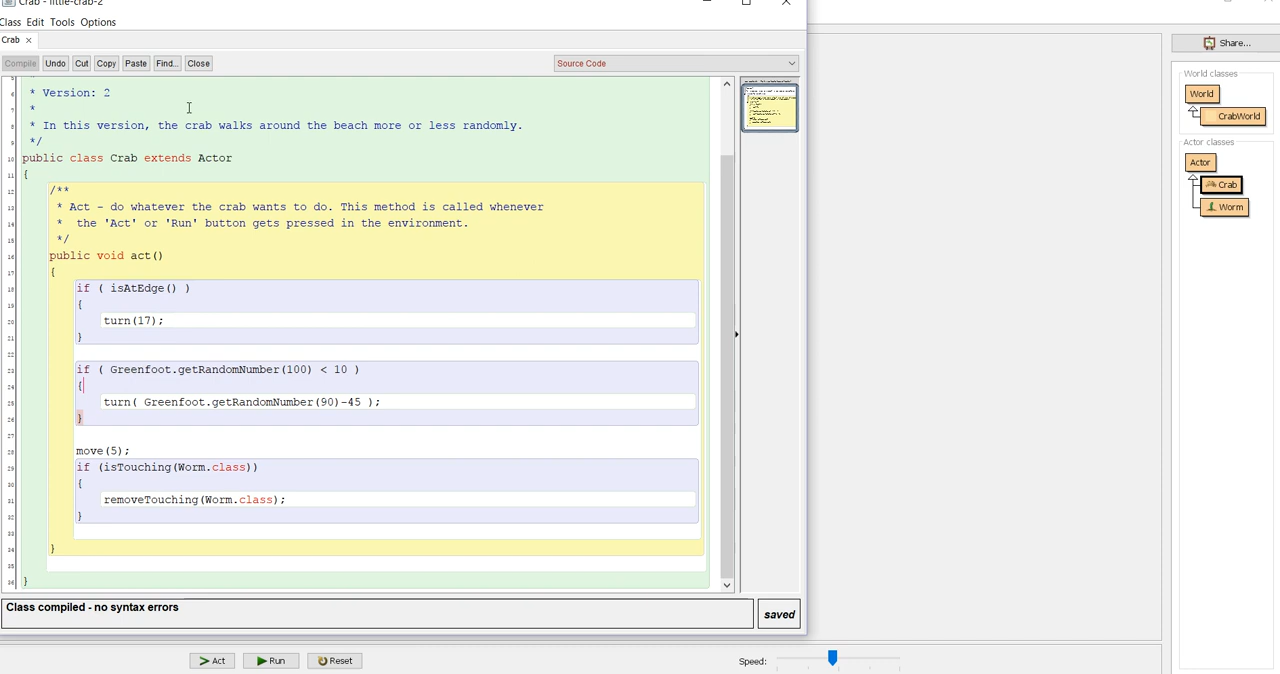 Crab - little-crab-2
Class Edit Tools Options
Crab ×
Compile Undo Cut Copy Paste Find... Close
Source Code
* Version: 2
*
* In this version, the crab walks around the beach more or less randomly.
*/
public class Crab extends Actor
{
/**
* Act - do whatever the crab wants to do. This method is called whenever
*  the 'Act' or 'Run' button gets pressed in the environment.
*/
public void act()
{
if ( isAtEdge() )
{
turn(17);
}
if ( Greenfoot.getRandomNumber(100) < 10 )
{
turn( Greenfoot.getRandomNumber(90)-45 );
}
move(5);
if (isTouching(Worm.class))
{
removeTouching(Worm.class);
}
}
}
Class compiled - no syntax errors
saved
Act Run Reset
Speed:
Share...
World classes
World
CrabWorld
Actor classes
Actor
Crab
Worm